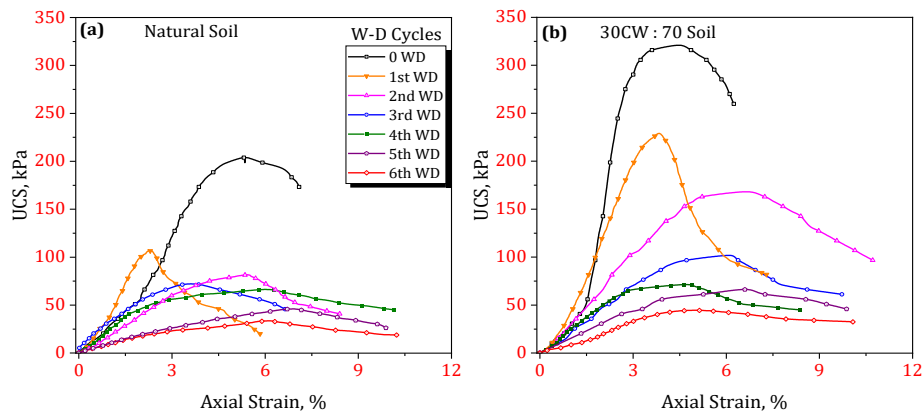 (a)
Natural Soil
W-D Cycles
0 WD
1st WD
2nd WD
3rd WD
4th WD
5th WD
6th WD
UCS, kPa
350
300
250
200
150
100
50
0
0 3 6 9 12
Axial Strain, %
(b)
30CW : 70 Soil
UCS, kPa
350
300
250
200
150
100
50
0
0 3 6 9 12
Axial Strain, %